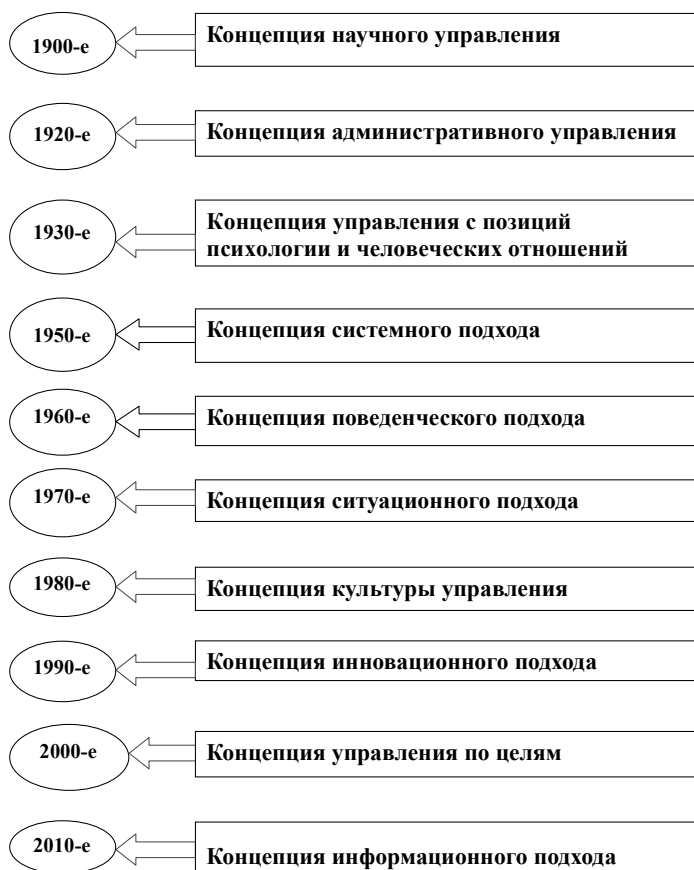 1900-е
Концепция научного управления
1920-е
Концепция административного управления
1930-е
Концепция управления с позиций
психологии и человеческих отношений
1950-е
Концепция системного подхода
1960-е
Концепция поведенческого подхода
1970-е
Концепция ситуационного подхода
1980-е
Концепция культуры управления
1990-е
Концепция инновационного подхода
2000-е
Концепция управления по целям
2010-е
Концепция информационного подхода